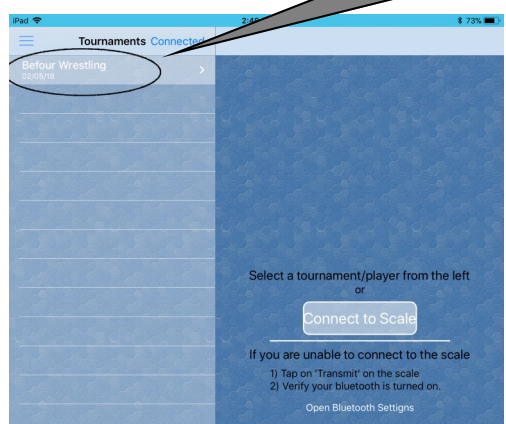 iPad 73%
Tournaments Connected
Befour Wrestling
02/05/18
Select a tournament/player from the left
or
Connect to Scale
If you are unable to connect to the scale
1) Tap on 'Transmit' on the scale
2) Verify your bluetooth is turned on.
Open Bluetooth Settigns